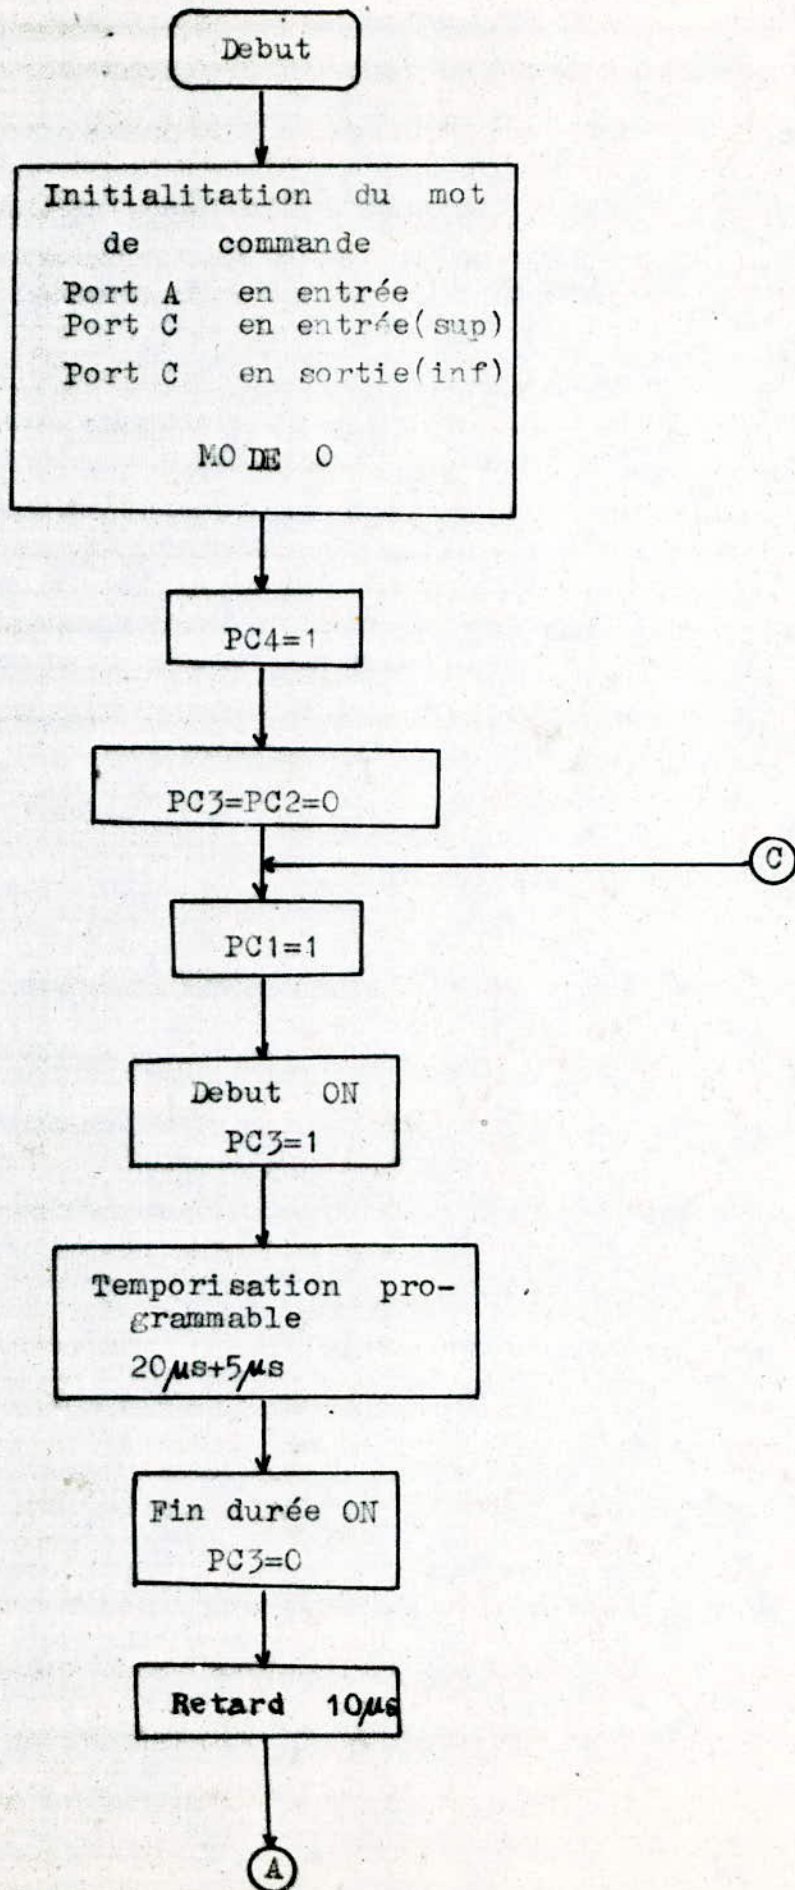 Debut
Initialitation du mot
de commande
Port A en entrée
Port C en entrée(sup)
Port C en sortie(inf)
MODE 0
PC4=1
PC3=PC2=0
C
PC1=1
Debut ON
PC3=1
Temporisation pro-
grammable
20µs+5µs
Fin durée ON
PC3=0
Retard 10µs
A